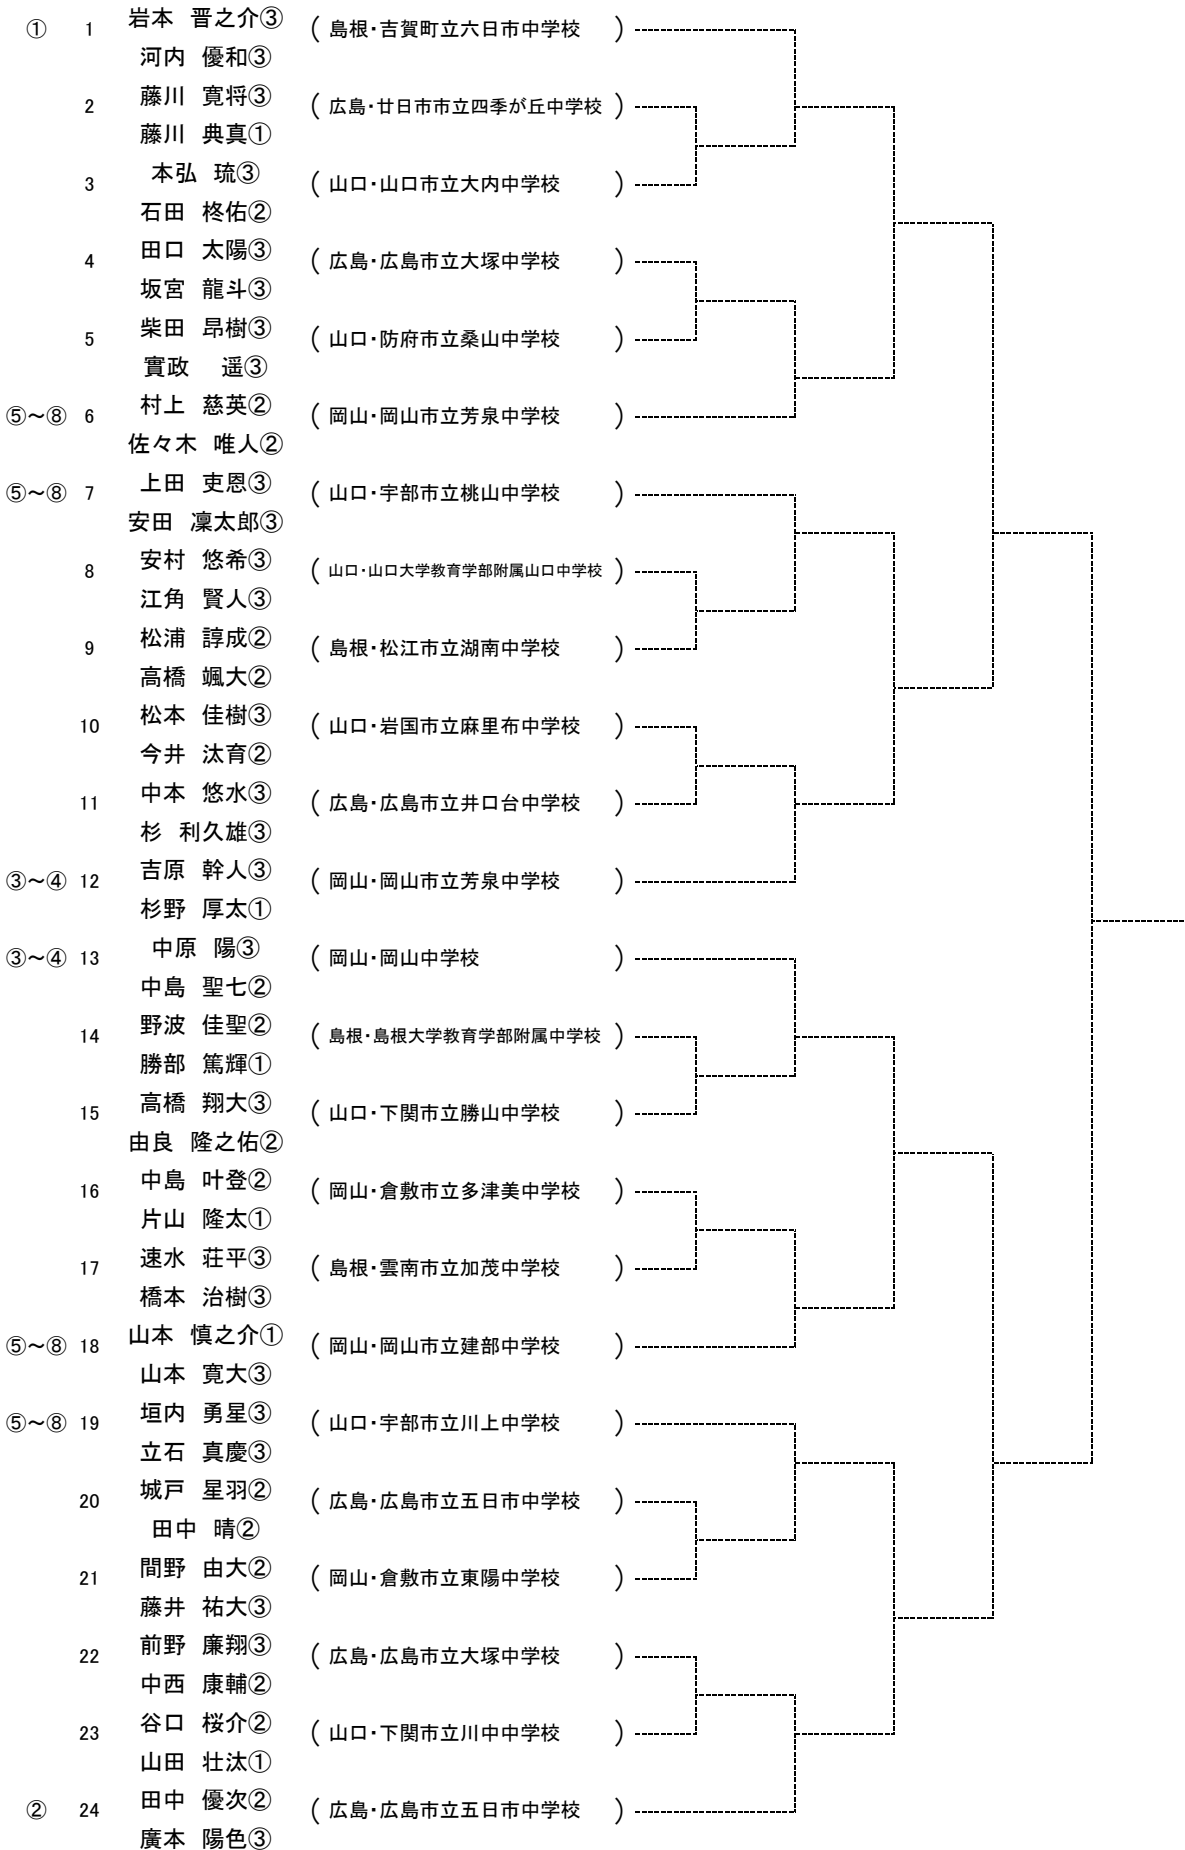 ① 1 岩本 晋之介③ ( 島根・吉賀町立六日市中学校 )
河内 優和③
2 藤川 寛将③ ( 広島・廿日市市立四季が丘中学校 )
藤川 典真①
3 本弘 琉③ ( 山口・山口市立大内中学校 )
石田 柊佑②
4 田口 太陽③ ( 広島・広島市立大塚中学校 )
坂宮 龍斗③
5 柴田 昂樹③ ( 山口・防府市立桑山中学校 )
實政 遥③
⑤～⑧ 6 村上 慈英② ( 岡山・岡山市立芳泉中学校 )
佐々木 唯人②
⑤～⑧ 7 上田 吏恩③ ( 山口・宇部市立桃山中学校 )
安田 凜太郎③
8 安村 悠希③ ( 山口・山口大学教育学部附属山口中学校 )
江角 賢人③
9 松浦 諄成② ( 島根・松江市立湖南中学校 )
高橋 颯大②
10 松本 佳樹③ ( 山口・岩国市立麻里布中学校 )
今井 汰育②
11 中本 悠水③ ( 広島・広島市立井口台中学校 )
杉 利久雄③
③～④ 12 吉原 幹人③ ( 岡山・岡山市立芳泉中学校 )
杉野 厚太①
③～④ 13 中原 陽③ ( 岡山・岡山中学校 )
中島 聖七②
14 野波 佳聖② ( 島根・島根大学教育学部附属中学校 )
勝部 篤輝①
15 高橋 翔大③ ( 山口・下関市立勝山中学校 )
由良 隆之佑②
16 中島 叶登② ( 岡山・倉敷市立多津美中学校 )
片山 隆太①
17 速水 荘平③ ( 島根・雲南市立加茂中学校 )
橋本 治樹③
⑤～⑧ 18 山本 慎之介① ( 岡山・岡山市立建部中学校 )
山本 寛大③
⑤～⑧ 19 垣内 勇星③ ( 山口・宇部市立川上中学校 )
立石 真慶③
20 城戸 星羽② ( 広島・広島市立五日市中学校 )
田中 晴②
21 間野 由大② ( 岡山・倉敷市立東陽中学校 )
藤井 祐大③
22 前野 廉翔③ ( 広島・広島市立大塚中学校 )
中西 康輔②
23 谷口 桜介② ( 山口・下関市立川中中学校 )
山田 壮汰①
② 24 田中 優次② ( 広島・広島市立五日市中学校 )
廣本 陽色③